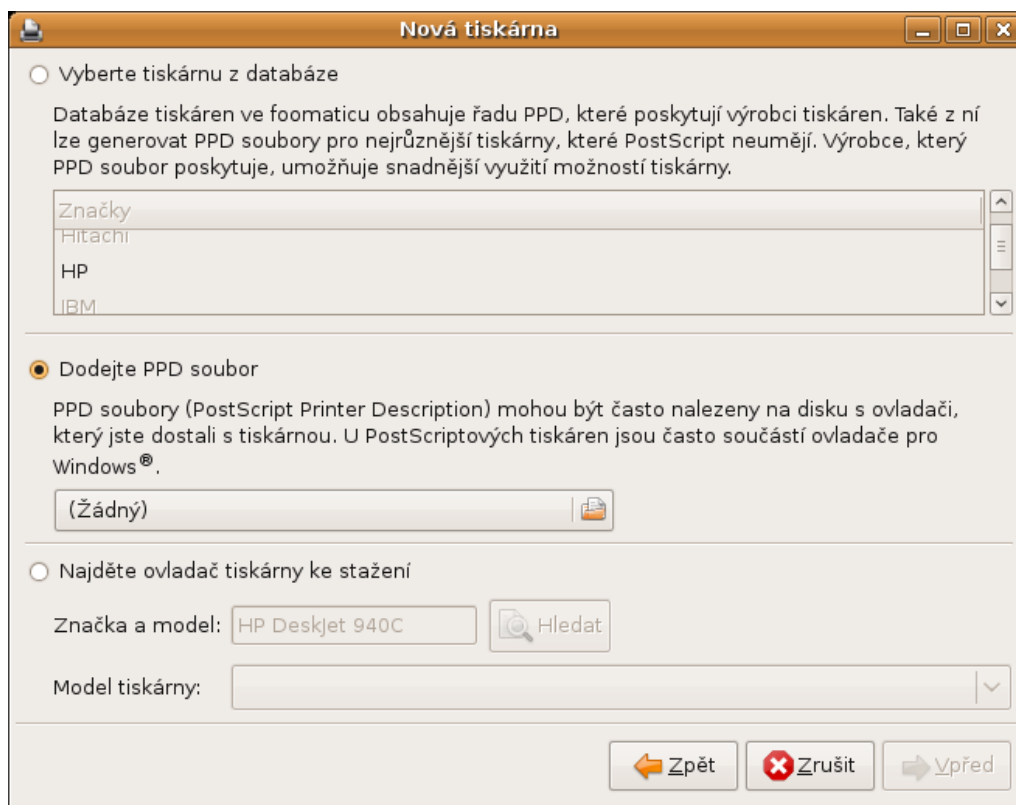 Nová tiskárna
Vyberte tiskárnu z databáze
Databáze tiskáren ve foomaticu obsahuje řadu PPD, které poskytují výrobci tiskáren. Také z ní
lze generovat PPD soubory pro nejrůznější tiskárny, které PostScript neumějí. Výrobce, který
PPD soubor poskytuje, umožňuje snadnější využití možností tiskárny.
Značky
Hitachi
HP
IBM
Dodejte PPD soubor
PPD soubory (PostScript Printer Description) mohou být často nalezeny na disku s ovladači,
který jste dostali s tiskárnou. U PostScriptových tiskáren jsou často součástí ovladače pro
Windows®.
(Žádný)
Najděte ovladač tiskárny ke stažení
Značka a model: HP DeskJet 940C Hledat
Model tiskárny:
Zpět Zrušit Vpřed